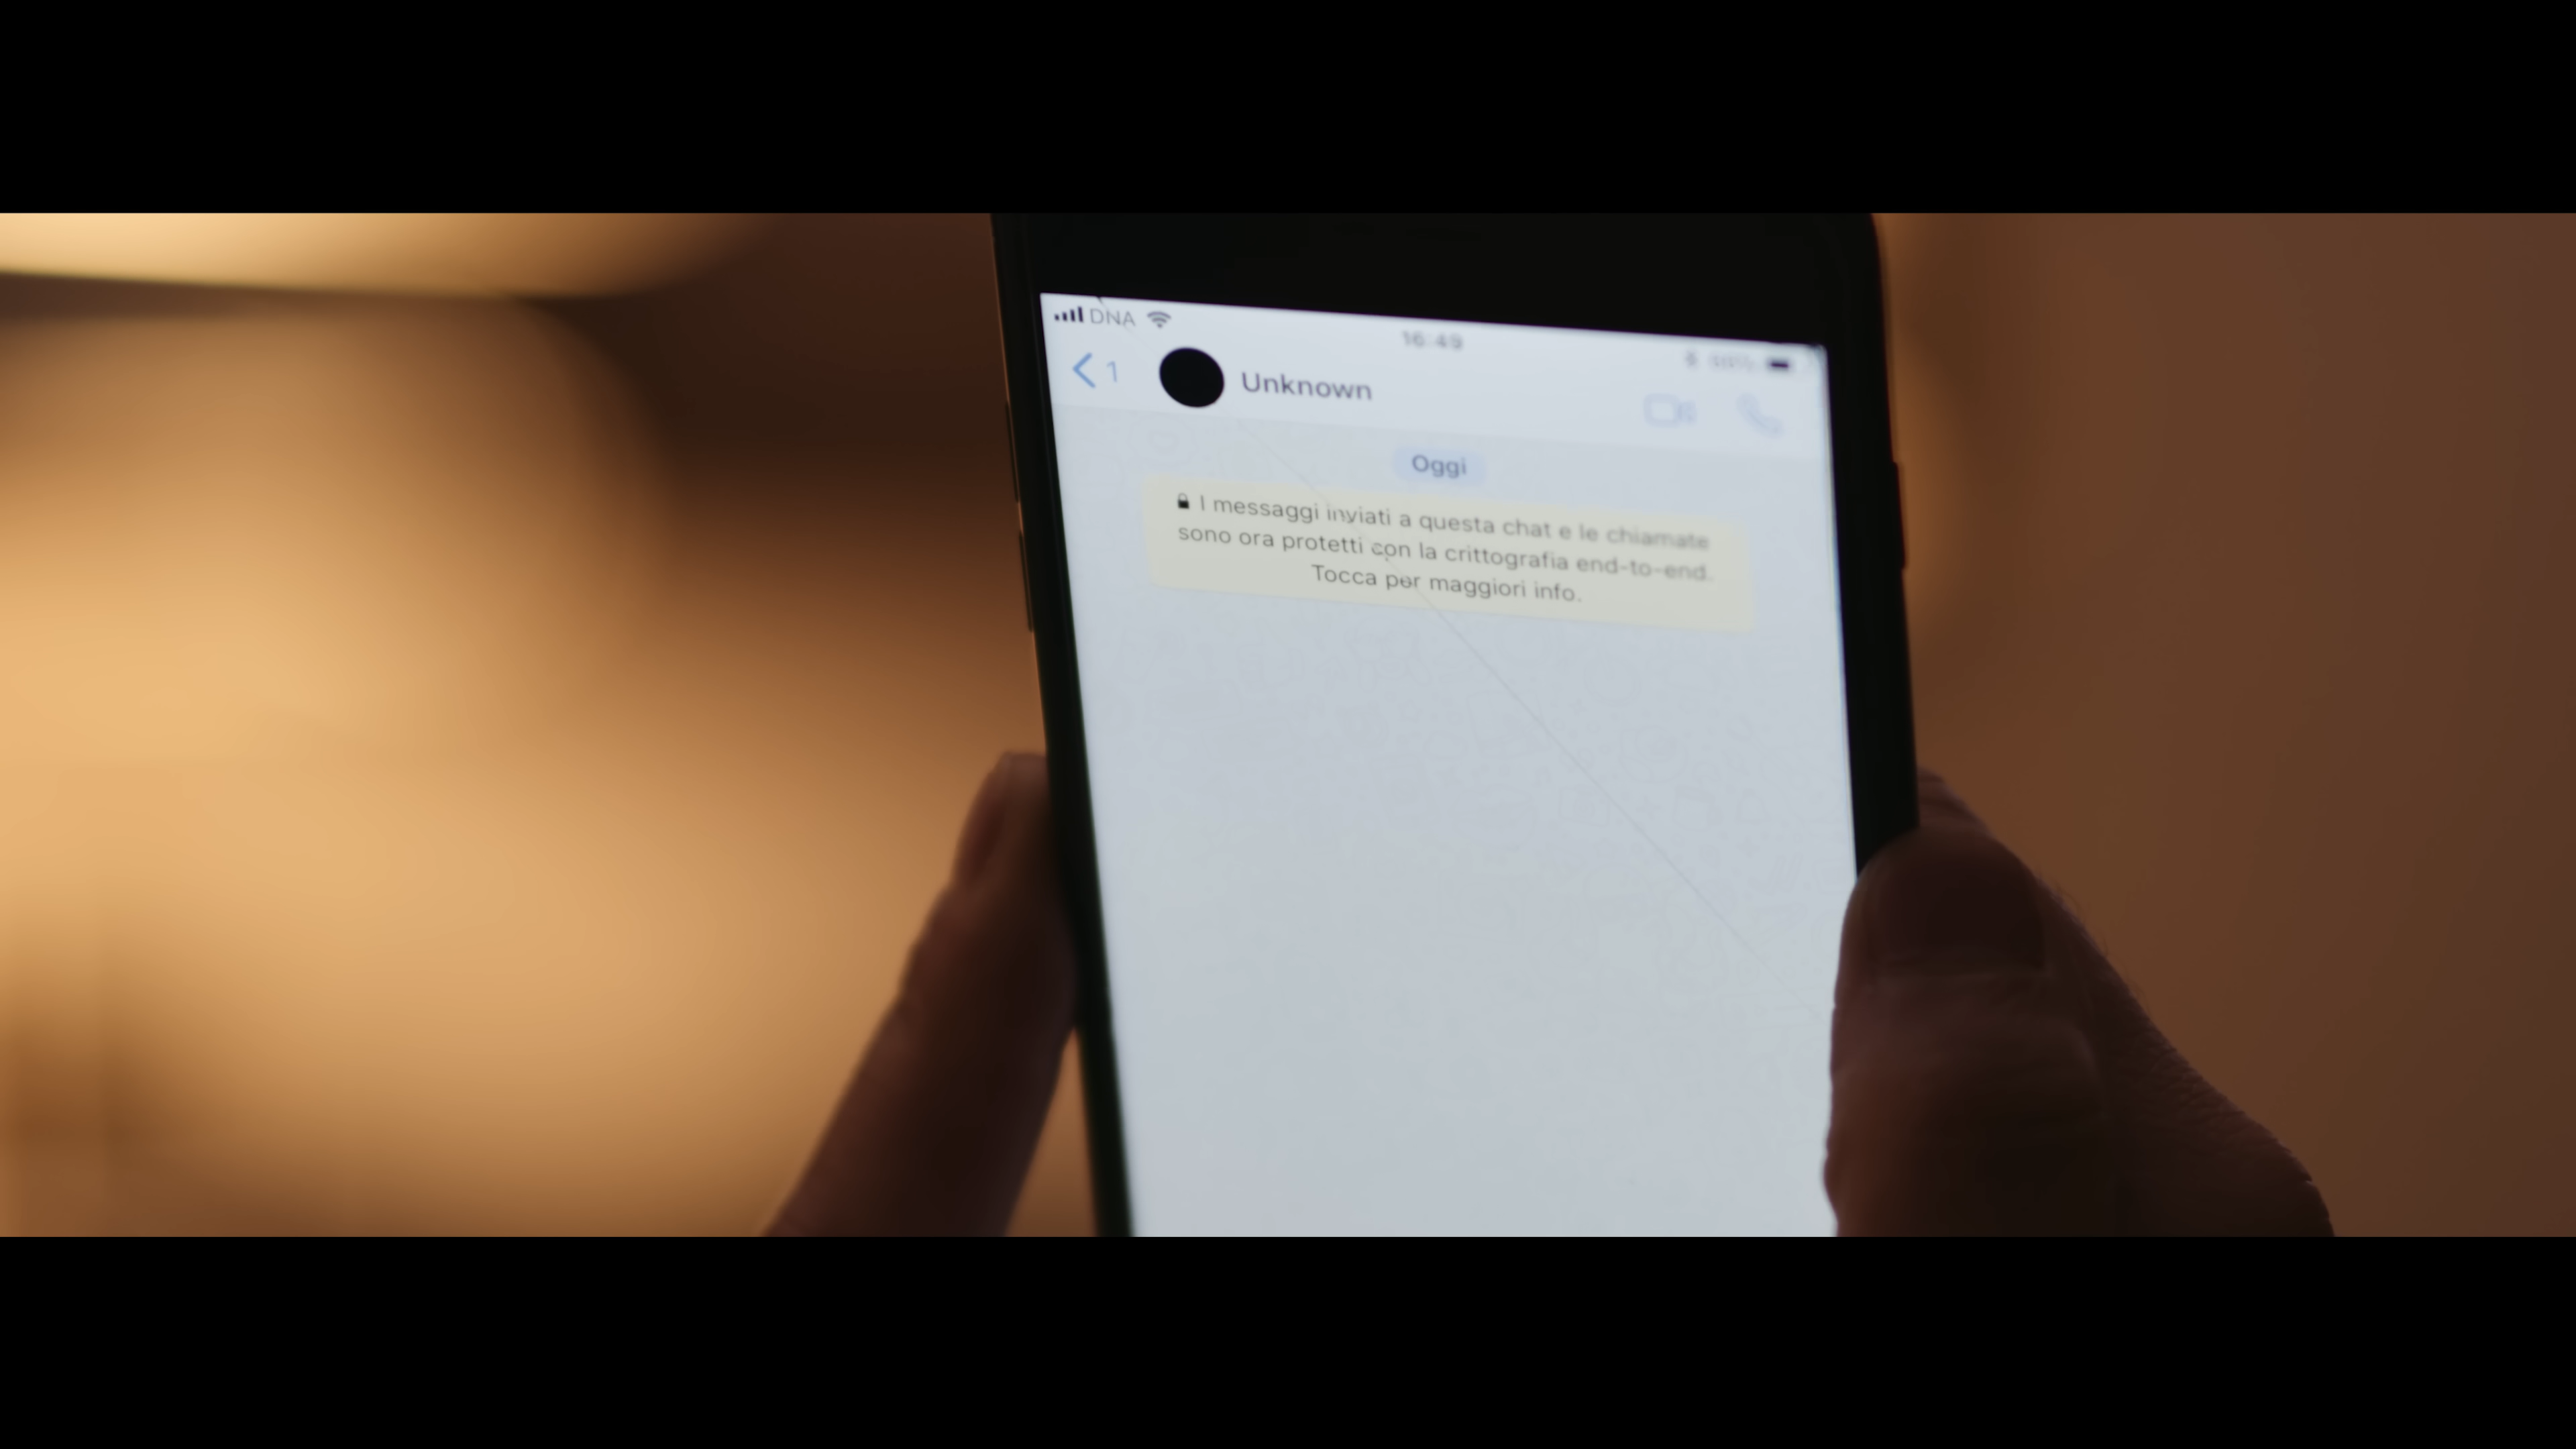 DNA
16:49
1
Unknown
Oggi
I messaggi inviati a questa chat e le chiamate
sono ora protetti con la crittografia end-to-end.
Tocca per maggiori info.